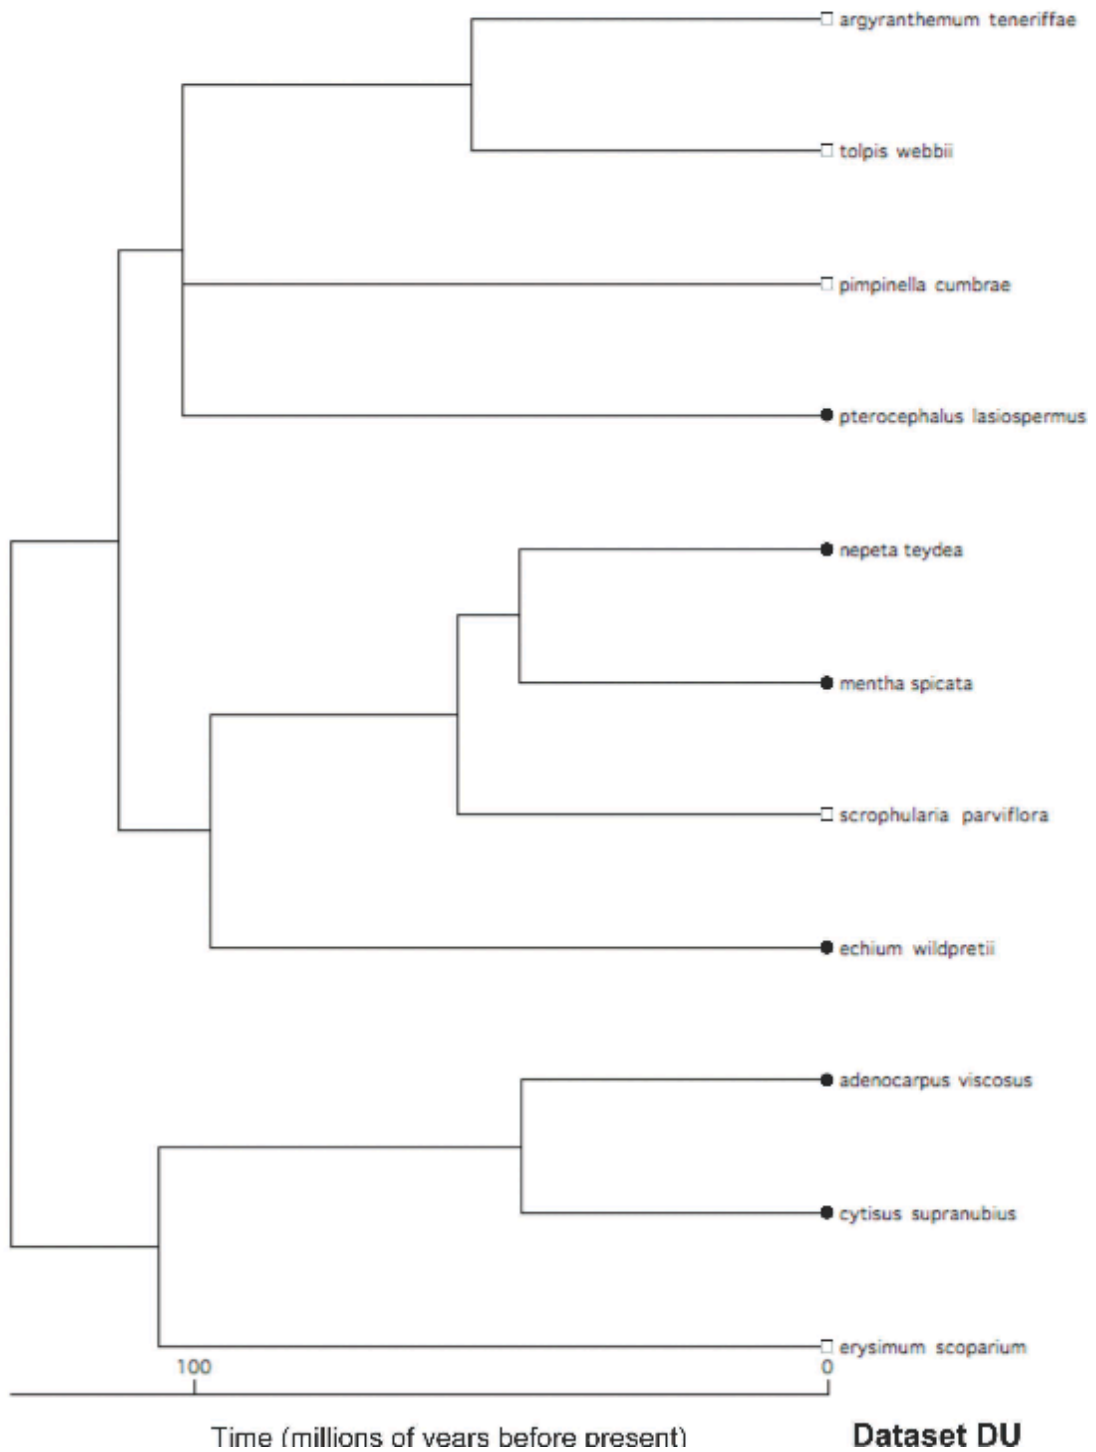 argyranthemum teneriffae
tolpis webbii
pimpinella cumbrae
pterocephalus lasiospermus
nepeta teydea
mentha spicata
scrophularia parviflora
echium wildpretii
adenocarpus viscosus
cytisus supranubius
erysimum scoparium
100 0
Time (millions of years before present) Dataset DU